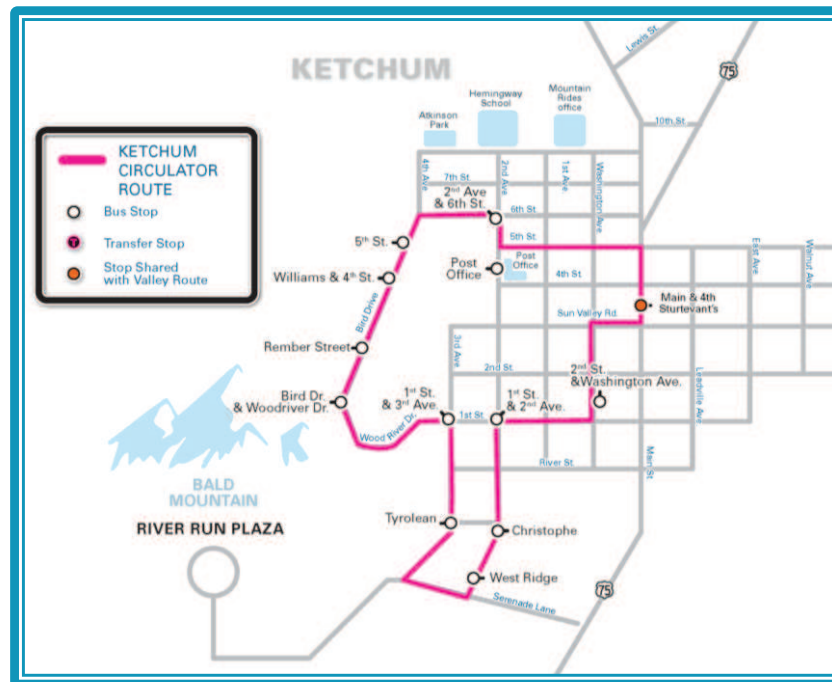 KETCHUM
KETCHUM
CIRCULATOR
ROUTE
Bus Stop
T
Transfer Stop
Stop Shared
with Valley Route
Lewis St.
75
10th St.
Atkinson
Park
Hemingway
School
Mountain
Rides
office
4th Ave
2nd Ave
1st Ave
Washington Ave
7th St.
2nd Ave
& 6th St.
6th St.
5th St.
5th St.
Williams & 4th St.
Post
Office
Post
Office
4th St.
East Ave
Walnut Ave
Main & 4th
Sturtevant's
Sun Valley Rd.
Bird Drive
Rember Street
3rd Ave
2nd St.
2nd St.
&Washington Ave.
Leadville Ave
Bird Dr.
& Woodriver Dr.
1st St.
& 3rd Ave.
1st St
1st St.
& 2nd Ave.
Wood River Dr.
River St.
Main St.
BALD
MOUNTAIN
RIVER RUN PLAZA
Tyrolean
Christophe
West Ridge
Serenade Lane
75